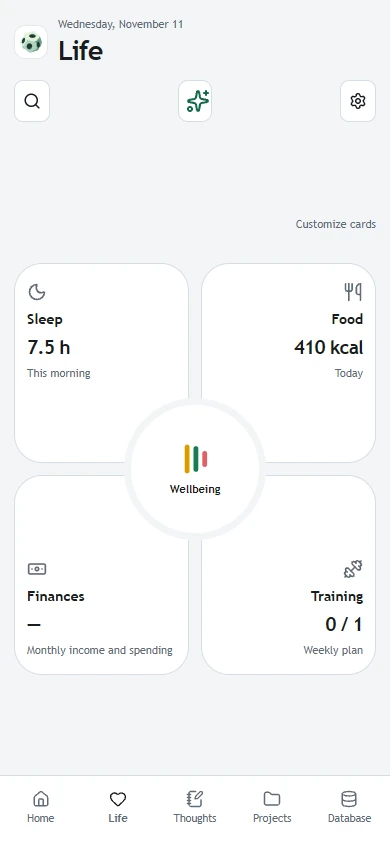 Wednesday, November 11
Life
Customize cards
Sleep
7.5 h
This morning
Food
410 kcal
Today
Wellbeing
Finances
—
Monthly income and spending
Training
0 / 1
Weekly plan
Home
Life
Thoughts
Projects
Database